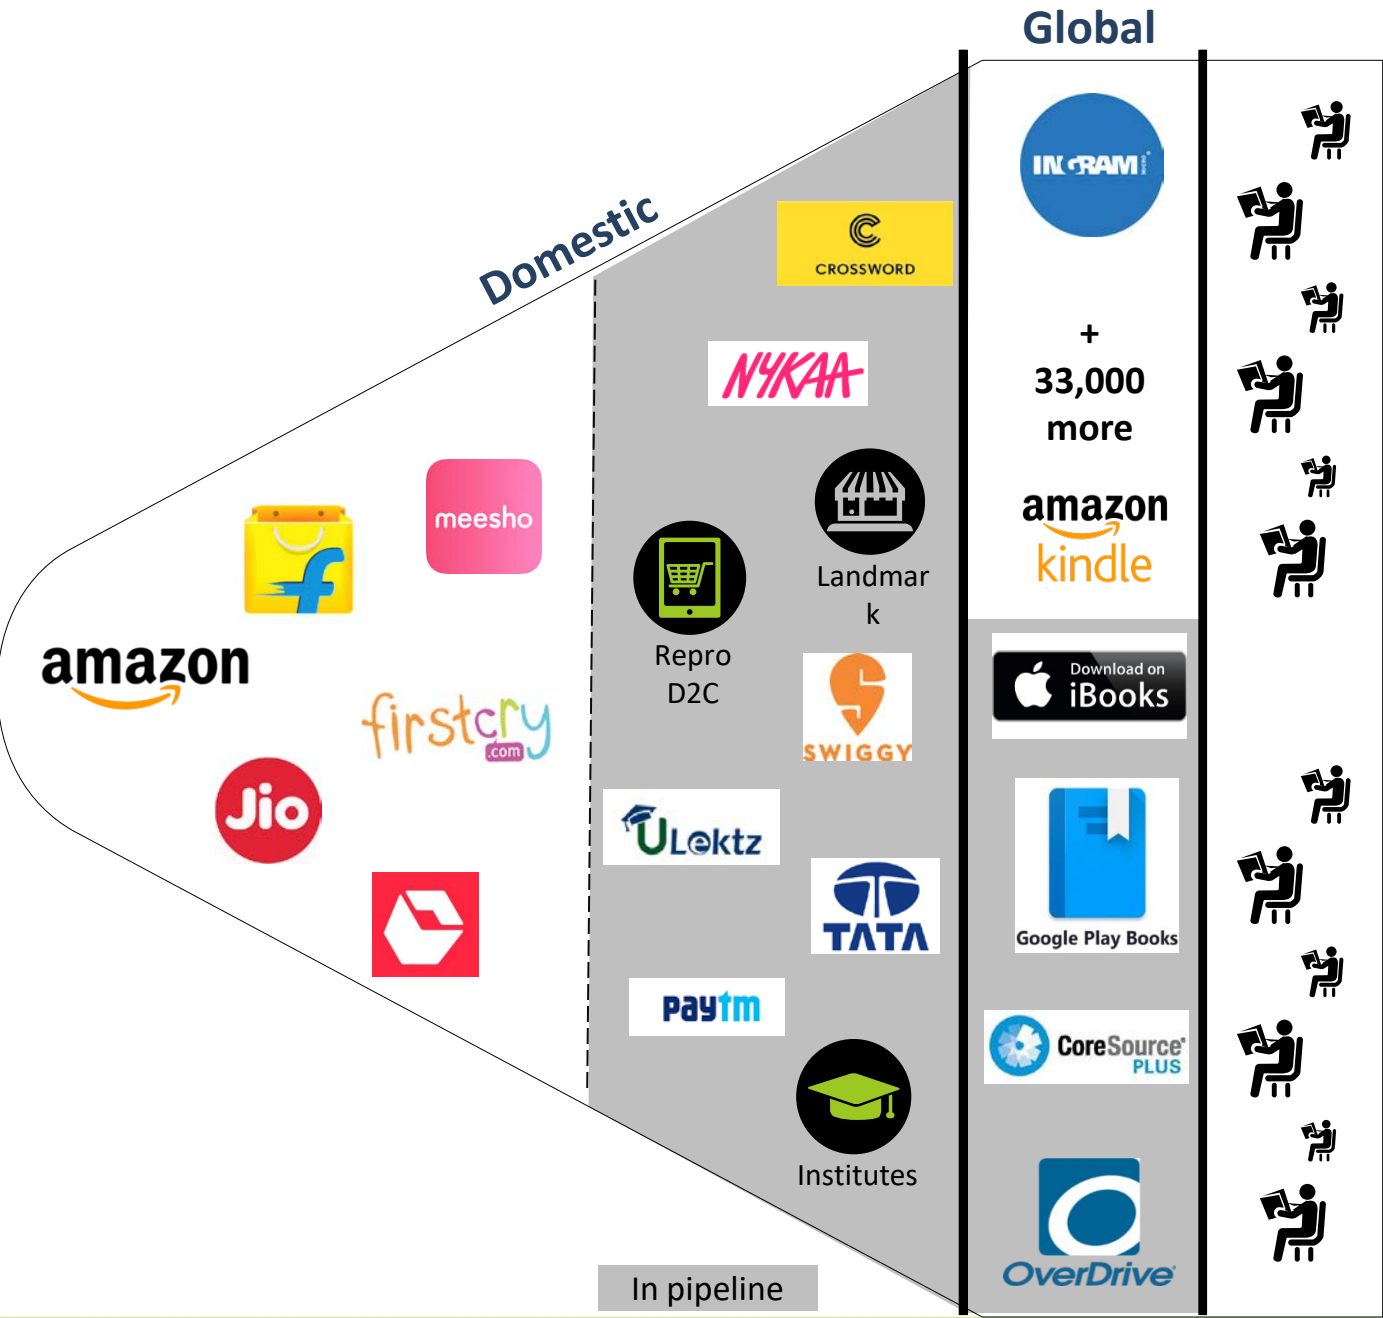 Global
Domestic
INGRAM
MICRO
CROSSWORD
+
33,000
more
NYKAA
meesho
amazon
kindle
Landmar
k
Repro
D2C
amazon
firstcry
.com
SWIGGY
Download on
iBooks
Jio
ULektz
TATA
Google Play Books
paytm
CoreSource
PLUS
Institutes
OverDrive
In pipeline